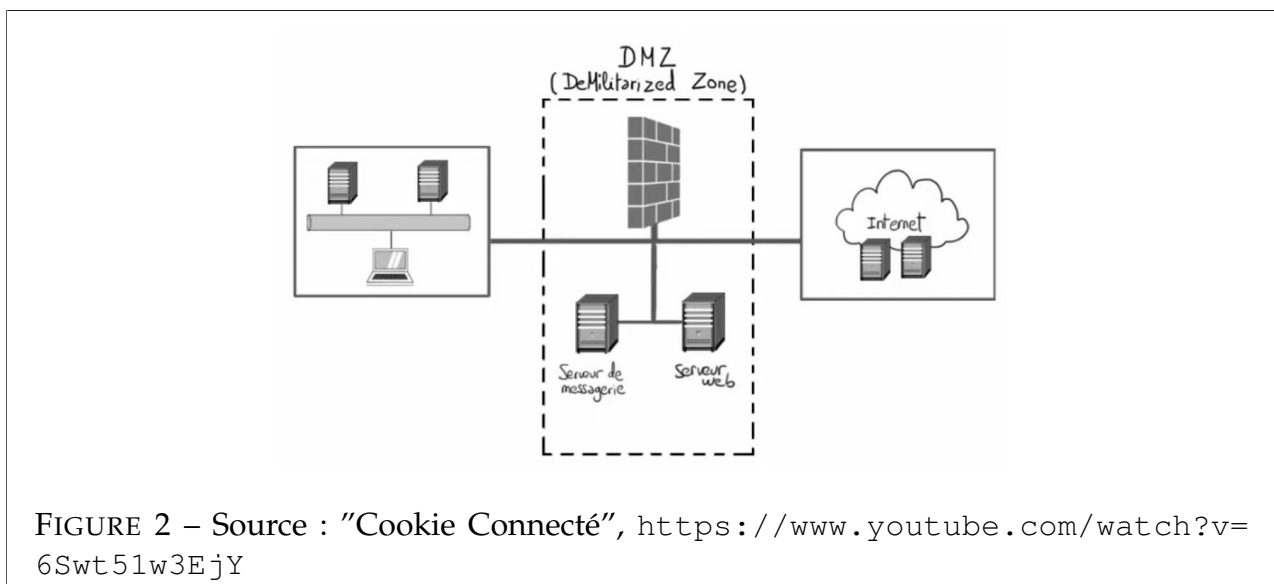 DMZ
(DeMilitarized Zone)
Internet
Serveur de
messagerie
Serveur
web
FIGURE 2 – Source : ”Cookie Connecté”, https://www.youtube.com/watch?v=
6Swt51w3EjY